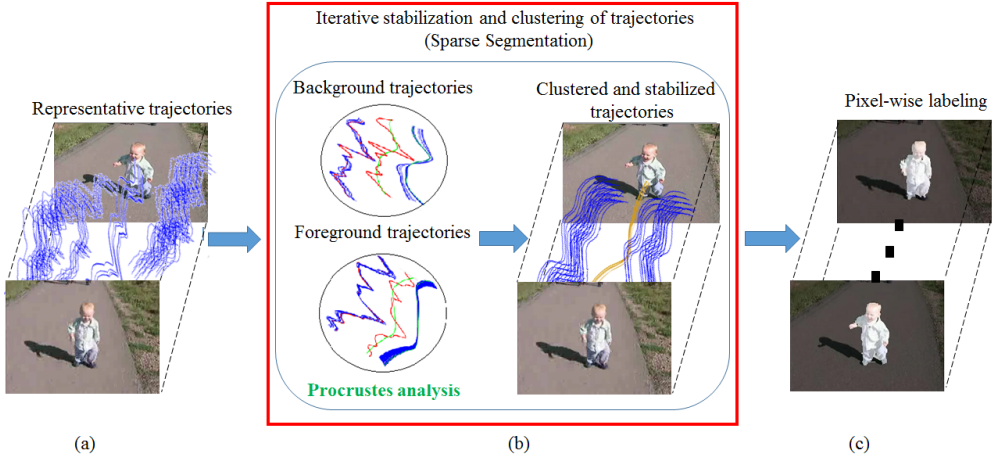 Iterative stabilization and clustering of trajectories
(Sparse Segmentation)
Representative trajectories
Background trajectories
Foreground trajectories
Procrustes analysis
Clustered and stabilized
trajectories
Pixel-wise labeling
(a)
(b)
(c)